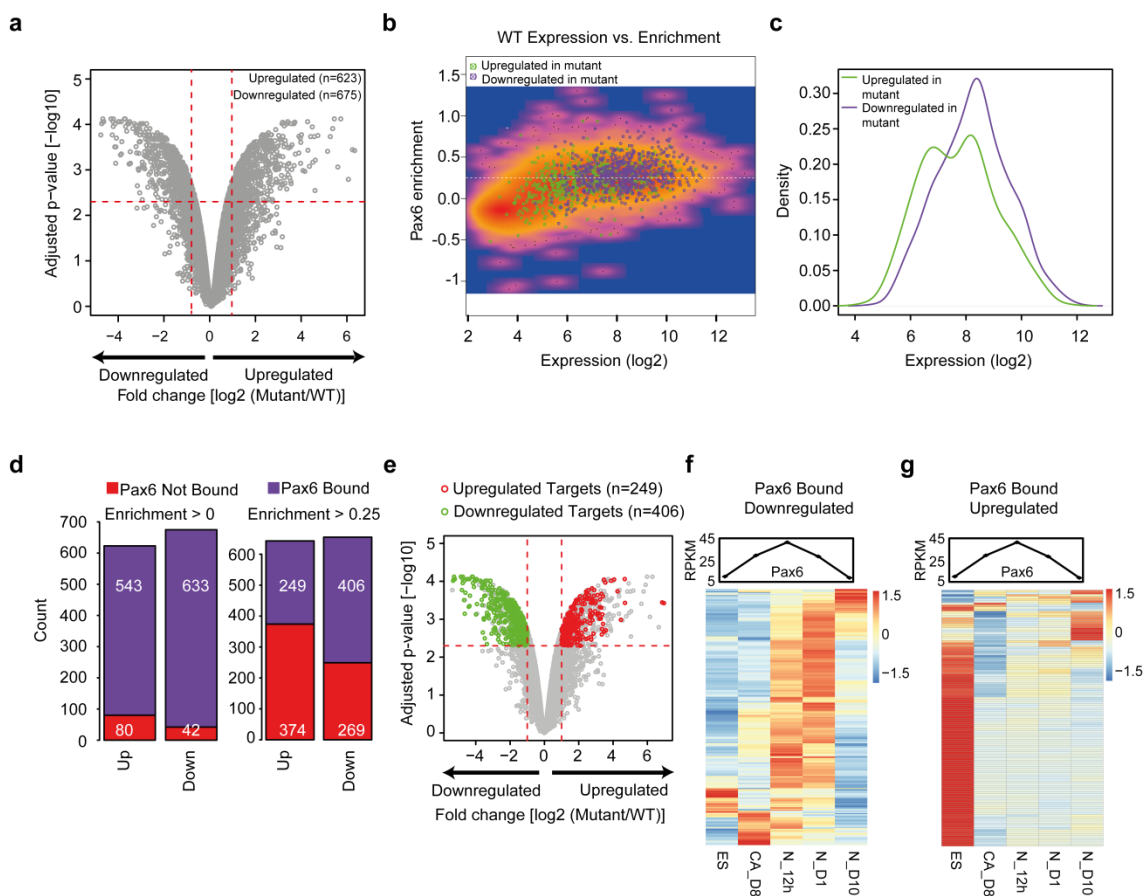 a
Upregulated (n=623)
Downregulated (n=675)
Adjusted p-value [−log10]
5
4
3
2
1
0
−4
−2
0
2
4
6
Downregulated
Upregulated
Fold change [log2 (Mutant/WT)]
b
WT Expression vs. Enrichment
Upregulated in mutant
Downregulated in mutant
Pax6 enrichment
1.5
1.0
0.5
0.0
-0.5
-1
2
4
6
8
10
12
Expression (log2)
c
Upregulated in
mutant
Downregulated in
mutant
Density
0.30
0.25
0.20
0.15
0.10
0.05
0.00
4
6
8
10
12
Expression (log2)
d
Pax6 Not Bound
Pax6 Bound
Enrichment > 0
Enrichment > 0.25
Count
700
600
500
400
300
200
100
0
543
633
80
42
Up
Down
600
500
400
300
200
100
0
249
406
374
269
Up
Down
e
Upregulated Targets (n=249)
Downregulated Targets (n=406)
Adjusted p-value [−log10]
5
4
3
2
1
0
−4
−2
0
2
4
6
Downregulated
Upregulated
Fold change [log2 (Mutant/WT)]
f
Pax6 Bound
Downregulated
RPKM
45
25
5
Pax6
1.5
−1.5
ES
CA_D8
N_12h
N_D1
N_D10
g
Pax6 Bound
Upregulated
RPKM
45
25
5
Pax6
1.5
−1.5
ES
CA_D8
N_12h
N_D1
N_D10